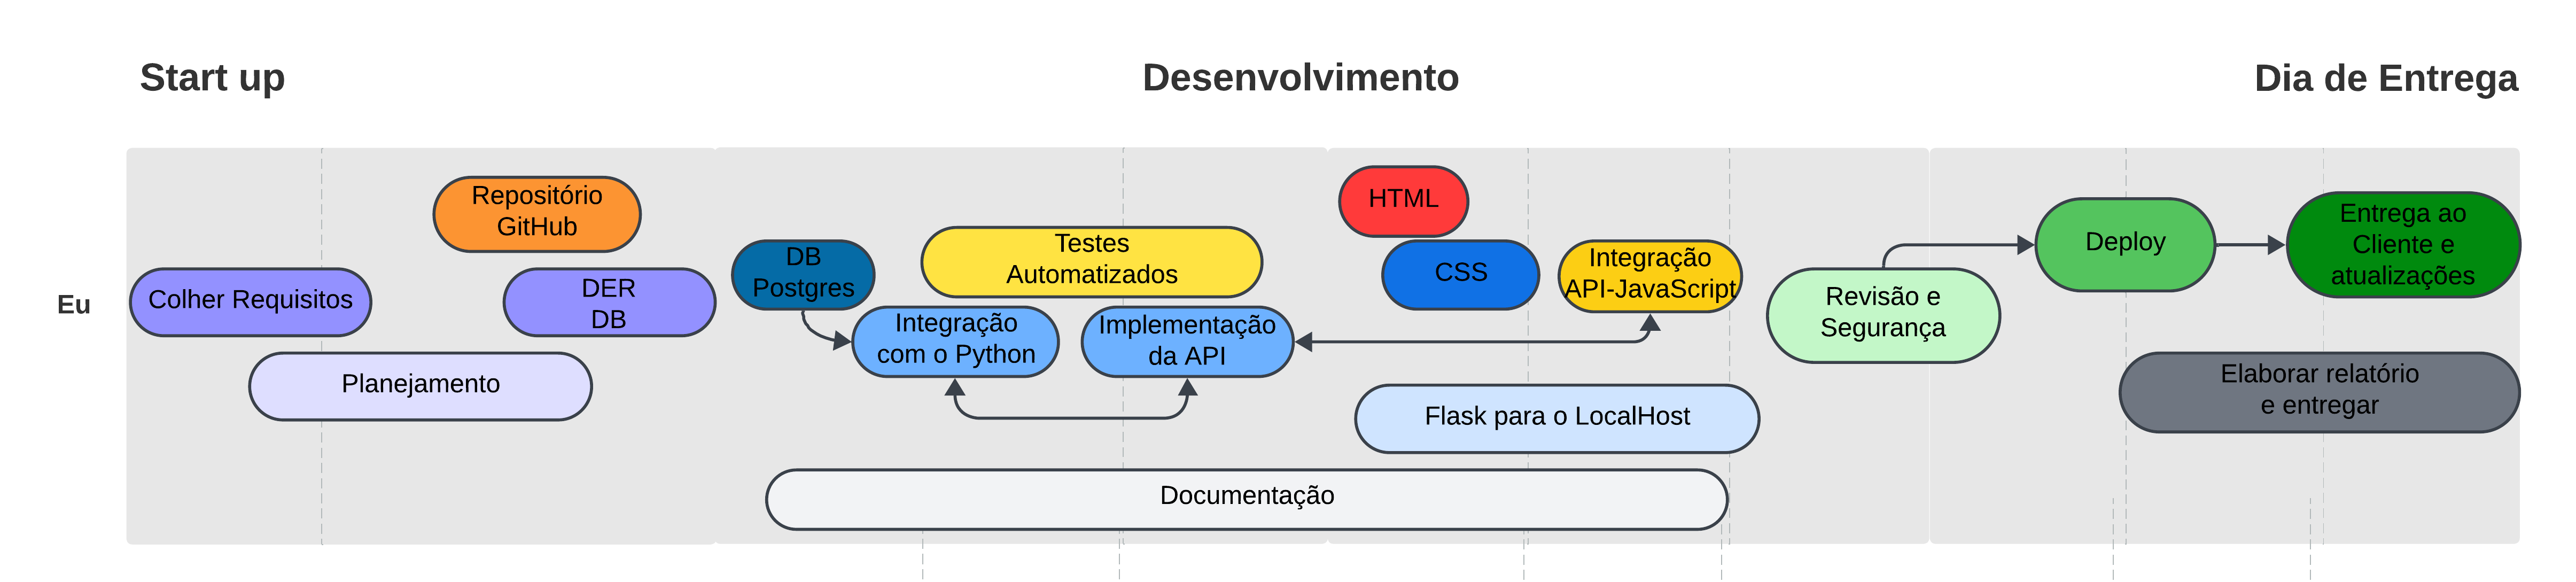 Start up
Desenvolvimento
Dia de Entrega
Eu
Colher Requisitos
Repositório
GitHub
DER
DB
Planejamento
DB
Postgres
Testes
Automatizados
Integração
com o Python
Implementação
da API
HTML
CSS
Integração
API-JavaScript
Flask para o LocalHost
Documentação
Revisão e
Segurança
Deploy
Entrega ao
Cliente e
atualizações
Elaborar relatório
e entregar